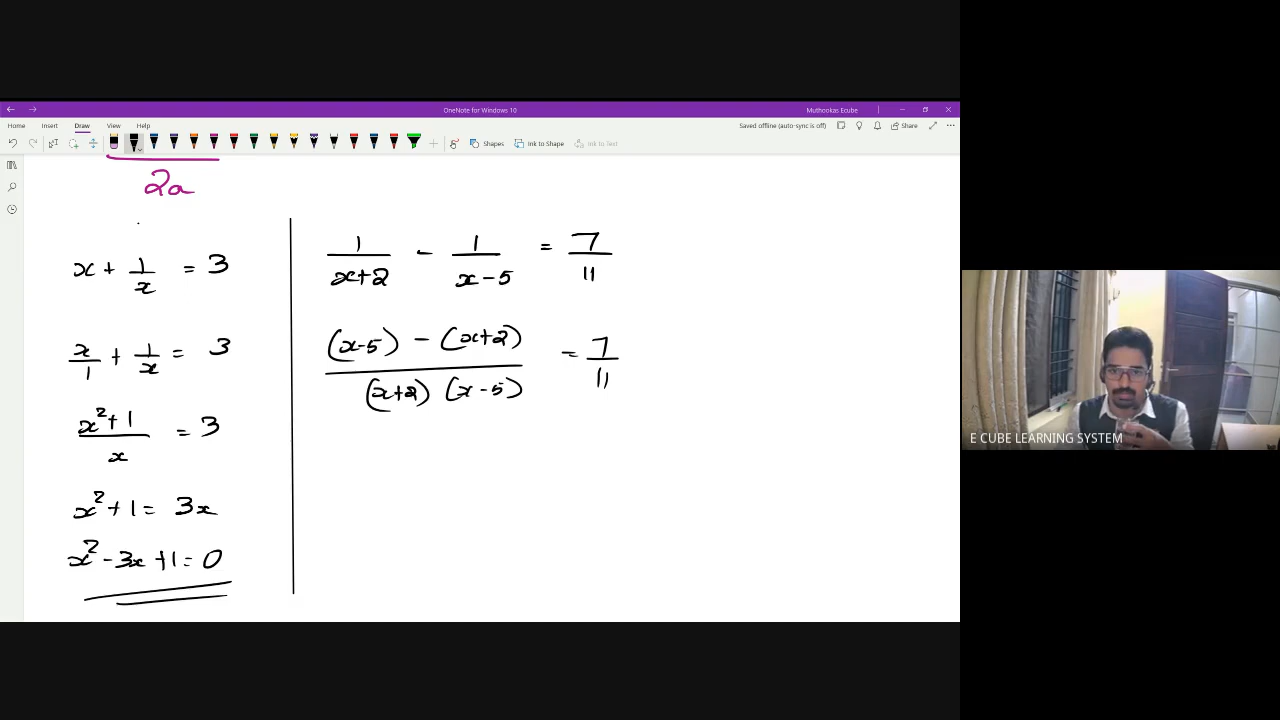 OneNote for Windows 10
Muthookas Ecube
Home Insert Draw View Help
Saved offline (auto-sync is off)
Share
Shapes
Ink to Shape
Ink to Text
2a
x + 1/x = 3
x/1 + 1/x = 3
(x² + 1)/x = 3
x² + 1 = 3x
x² - 3x + 1 = 0
1/(x+2) - 1/(x-5) = 7/11
((x-5) - (x+2))/((x+2)(x-5)) = 7/11
E CUBE LEARNING SYSTEM